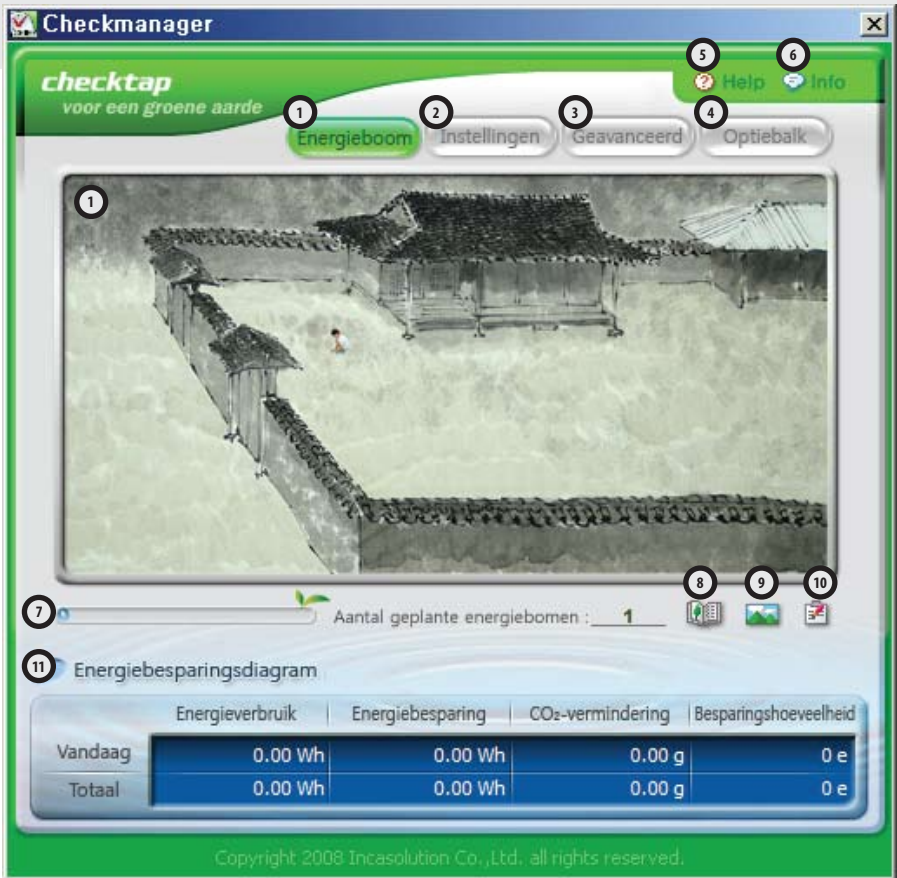 Checkmanager
5 6
checktap
Help Info
voor een groene aarde
1 2 3 4
Energieboom Instellingen Geavanceerd Optiebalk
1
8 9 10
7 Aantal geplante energiebomen : 1
11 Energiebesparingsdiagram
Energieverbruik Energiebesparing CO₂-vermindering Besparingshoeveelheid
Vandaag 0.00 Wh 0.00 Wh 0.00 g 0 e
Totaal 0.00 Wh 0.00 Wh 0.00 g 0 e
Copyright 2008 Incasolution Co.,Ltd. all rights reserved.